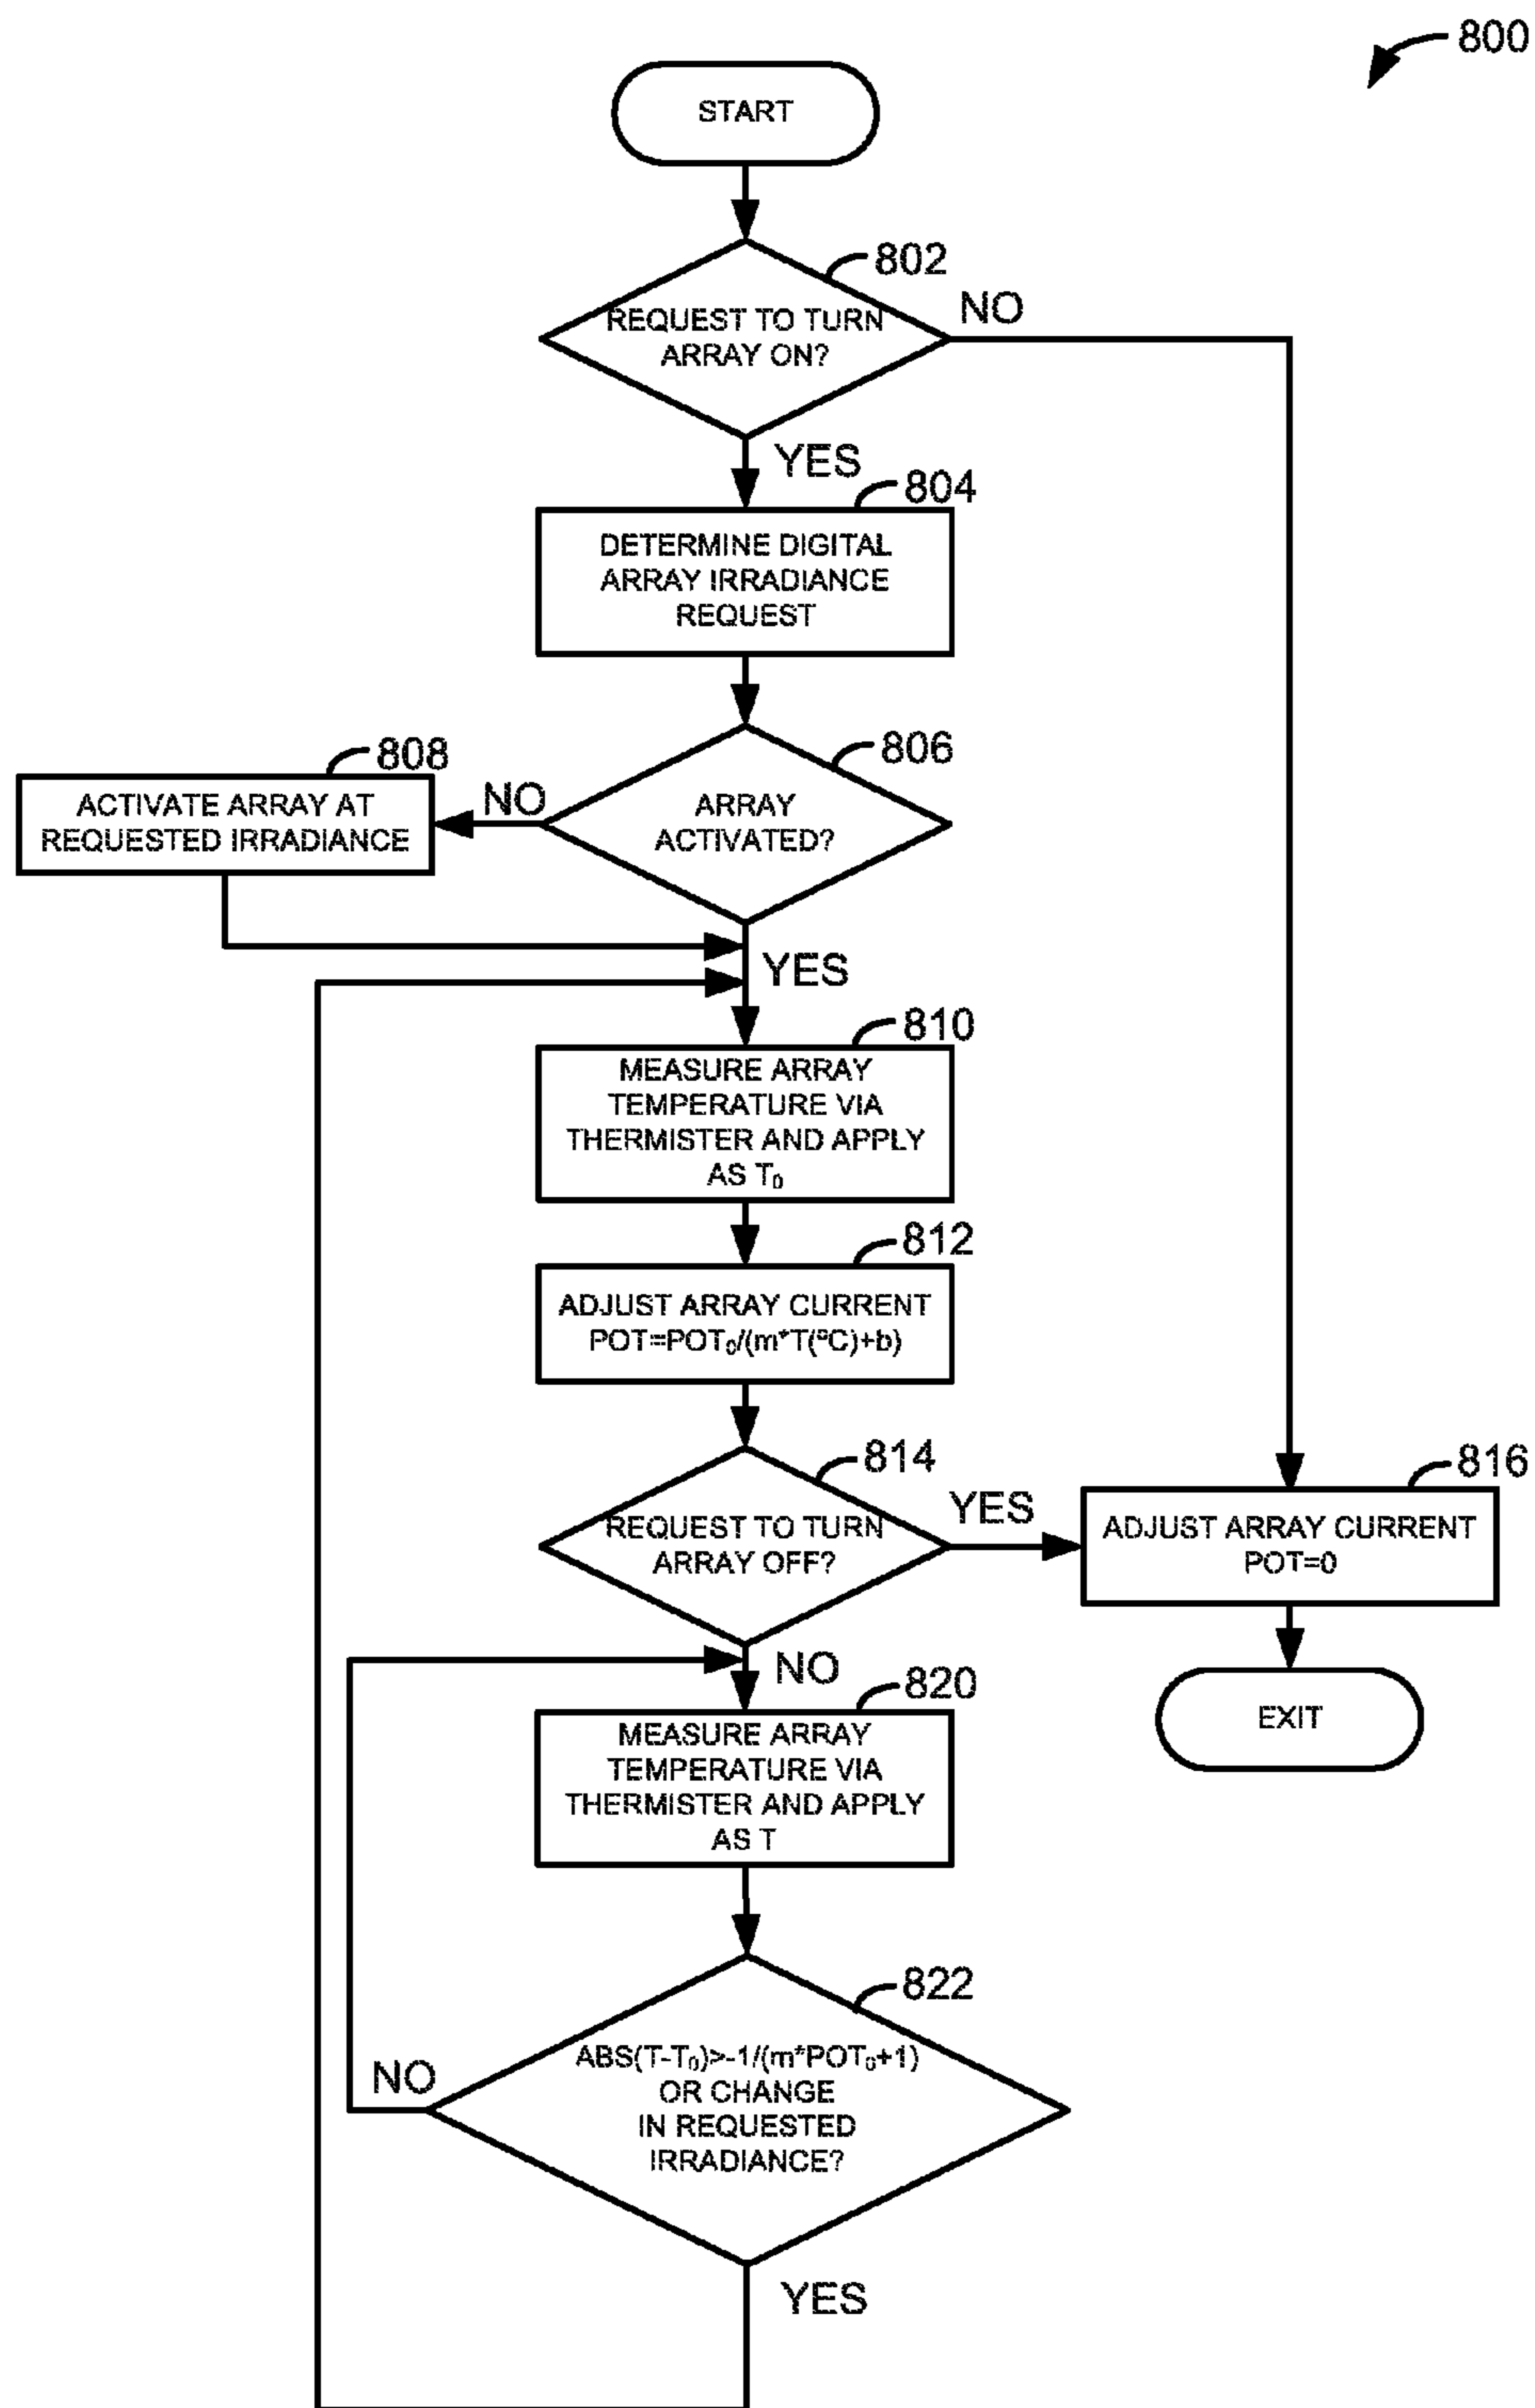 800
START
802
REQUEST TO TURN
ARRAY ON?
NO
YES
804
DETERMINE DIGITAL
ARRAY IRRADIANCE
REQUEST
806
ARRAY
ACTIVATED?
NO
808
ACTIVATE ARRAY AT
REQUESTED IRRADIANCE
YES
810
MEASURE ARRAY
TEMPERATURE VIA
THERMISTER AND APPLY
AS T₀
812
ADJUST ARRAY CURRENT
POT=POT₀/(m*T(ºC)+b)
814
REQUEST TO TURN
ARRAY OFF?
YES
816
ADJUST ARRAY CURRENT
POT=0
EXIT
NO
820
MEASURE ARRAY
TEMPERATURE VIA
THERMISTER AND APPLY
AS T
822
ABS(T-T₀)>-1/(m*POT₀+1)
OR CHANGE
IN REQUESTED
IRRADIANCE?
NO
YES